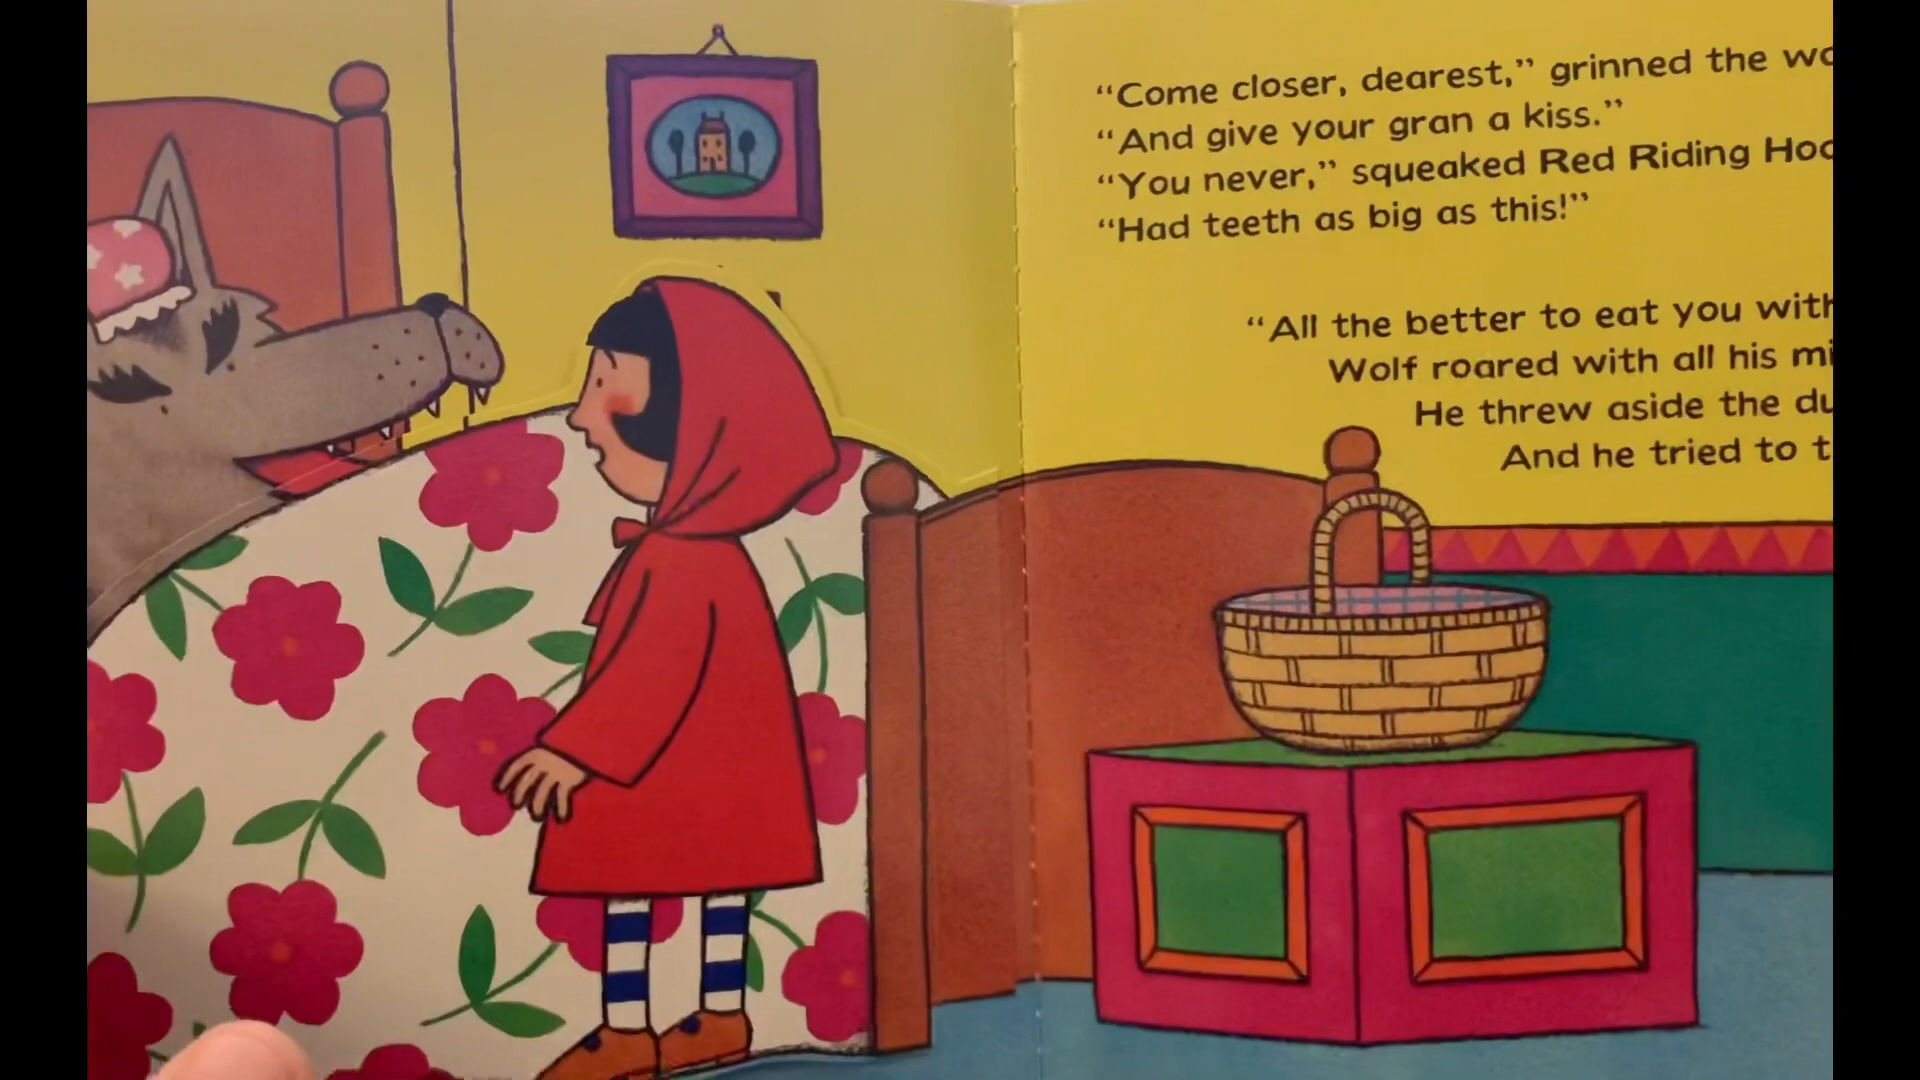 “Come closer, dearest,” grinned the
“And give your gran a kiss.”
“You never,” squeaked Red Riding
“Had teeth as big as this!”
“All the better to eat you
Wolf roared with all his
He threw aside the
And he tried to